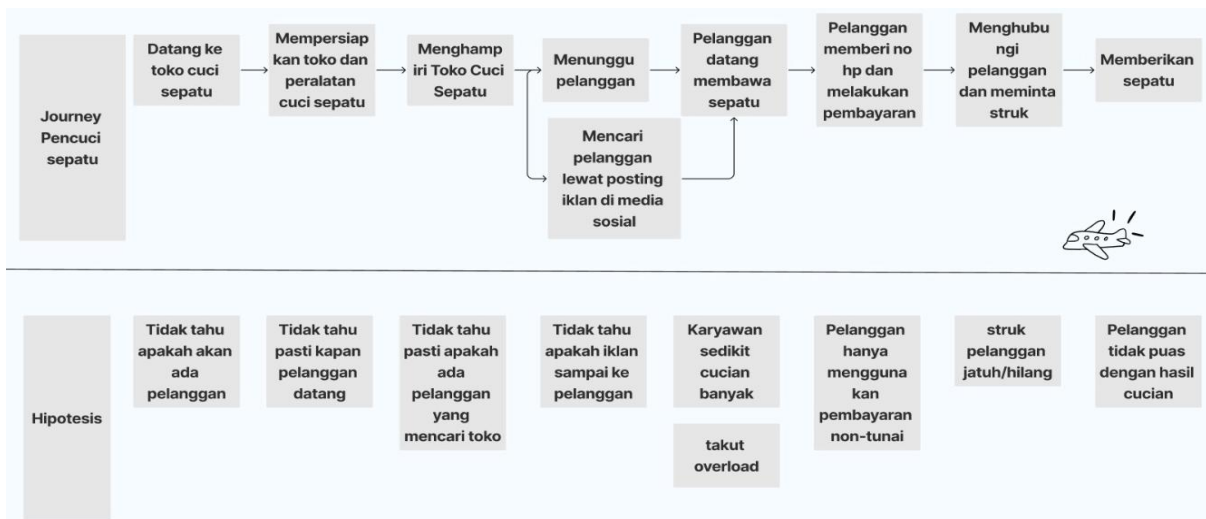 Journey
Pencuci
sepatu
Datang ke
toko cuci
sepatu
Mempersiap
kan toko dan
peralatan
cuci sepatu
Menghamp
iri Toko Cuci
Sepatu
Menunggu
pelanggan
Mencari
pelanggan
lewat posting
iklan di media
sosial
Pelanggan
datang
membawa
sepatu
Pelanggan
memberi no
hp dan
melakukan
pembayaran
Menghubu
ngi
pelanggan
dan meminta
struk
Memberikan
sepatu
Hipotesis
Tidak tahu
apakah akan
ada
pelanggan
Tidak tahu
pasti kapan
pelanggan
datang
Tidak tahu
pasti apakah
ada
pelanggan
yang
mencari toko
Tidak tahu
apakah iklan
sampai ke
pelanggan
Karyawan
sedikit
cucian
banyak
takut
overload
Pelanggan
hanya
mengguna
kan
pembayaran
non-tunai
struk
pelanggan
jatuh/hilang
Pelanggan
tidak puas
dengan hasil
cucian